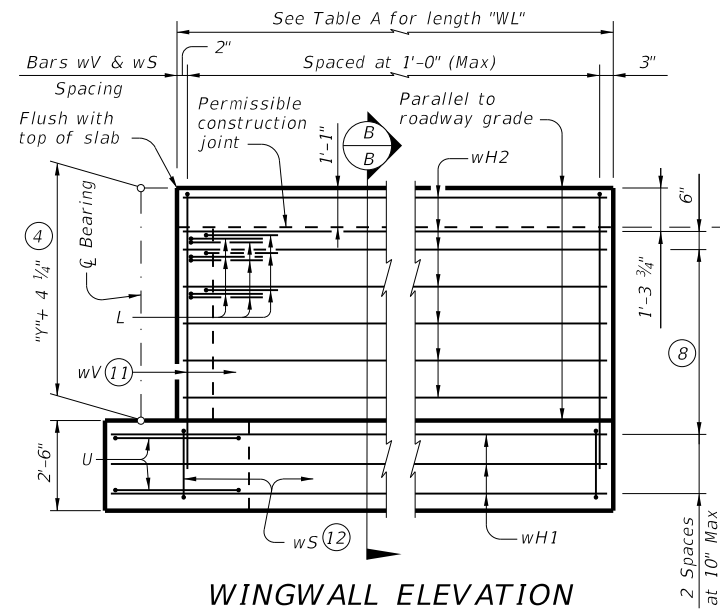 See Table A for length "WL"
2"
Bars wV & wS
Spacing
Spaced at 1'-0" (Max)
3"
Flush with
top of slab
Permissible
construction
joint
1'-1"
B
B
Parallel to
roadway grade
wH2
6"
1'-3 3/4"
4
"Y"+ 4 1/4"
℄ Bearing
L
8
wV 11
2'-6"
U
wS 12
wH1
2 Spaces
at 10" Max
WINGWALL ELEVATION